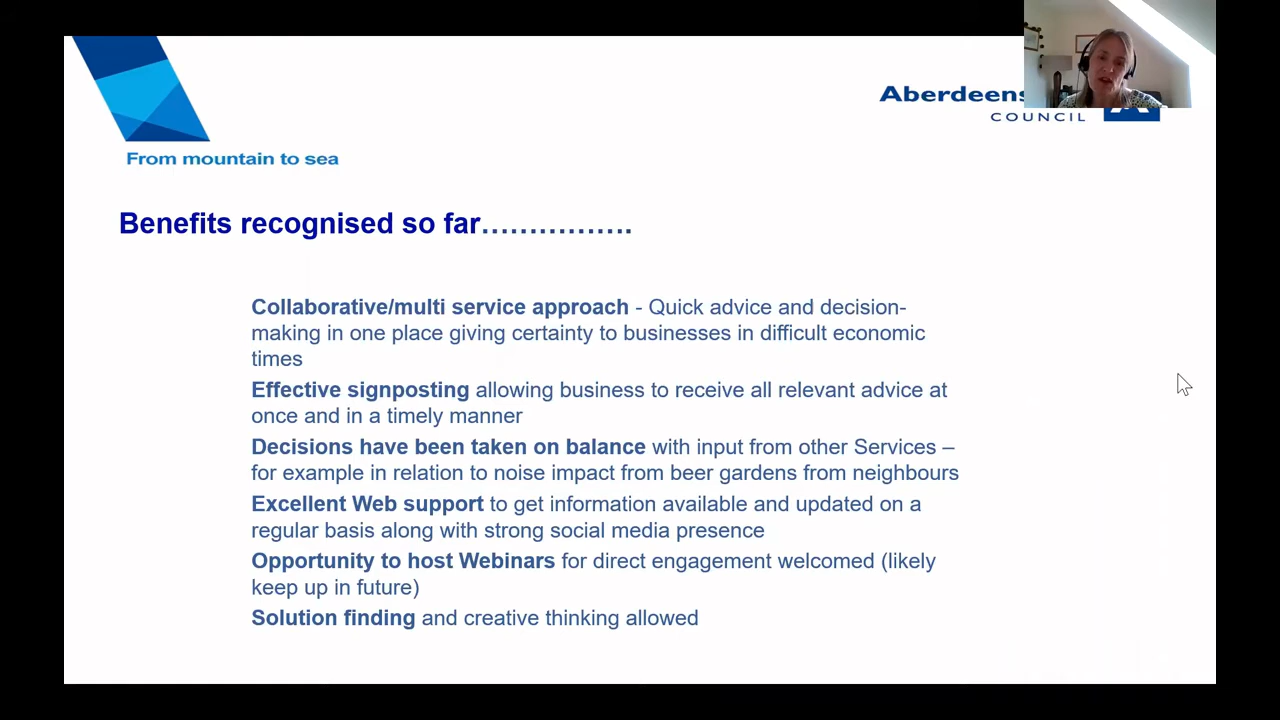 Aberdeens
COUNCIL
From mountain to sea
Benefits recognised so far…………….
Collaborative/multi service approach - Quick advice and decision-
making in one place giving certainty to businesses in difficult economic
times
Effective signposting allowing business to receive all relevant advice at
once and in a timely manner
Decisions have been taken on balance with input from other Services –
for example in relation to noise impact from beer gardens from neighbours
Excellent Web support to get information available and updated on a
regular basis along with strong social media presence
Opportunity to host Webinars for direct engagement welcomed (likely
keep up in future)
Solution finding and creative thinking allowed